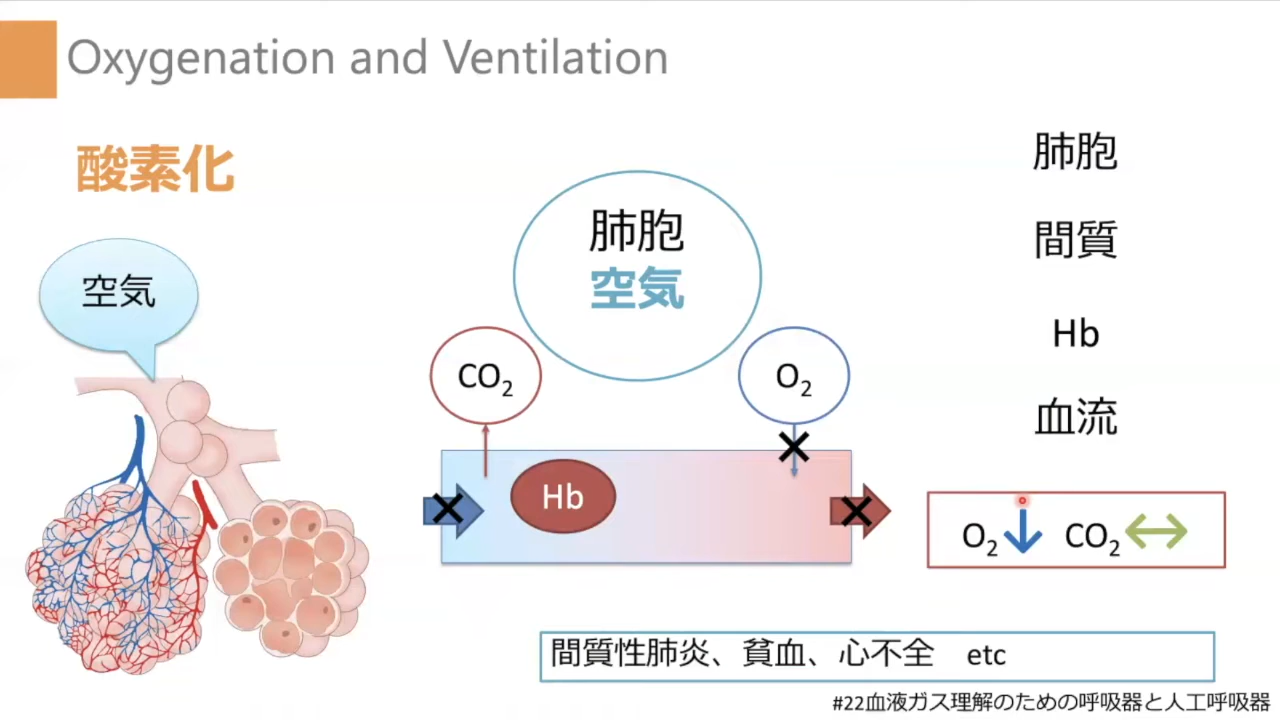 Oxygenation and Ventilation
酸素化
空気
肺胞
空気
CO2
O2
Hb
肺胞
間質
Hb
血流
O2 CO2
間質性肺炎、貧血、心不全 etc
#22血液ガス理解のための呼吸器と人工呼吸器